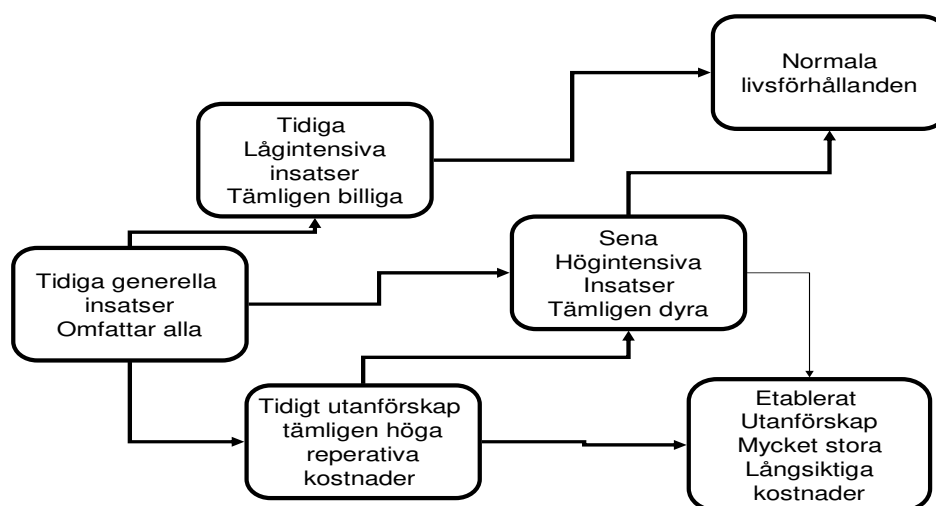 Normala
livsförhållanden
Tidiga
Lågintensiva
insatser
Tämligen billiga
Sena
Högintensiva
Insatser
Tämligen dyra
Tidiga generella
insatser
Omfattar alla
Tidigt utanförskap
tämligen höga
reperativa
kostnader
Etablerat
Utanförskap
Mycket stora
Långsiktiga
kostnader